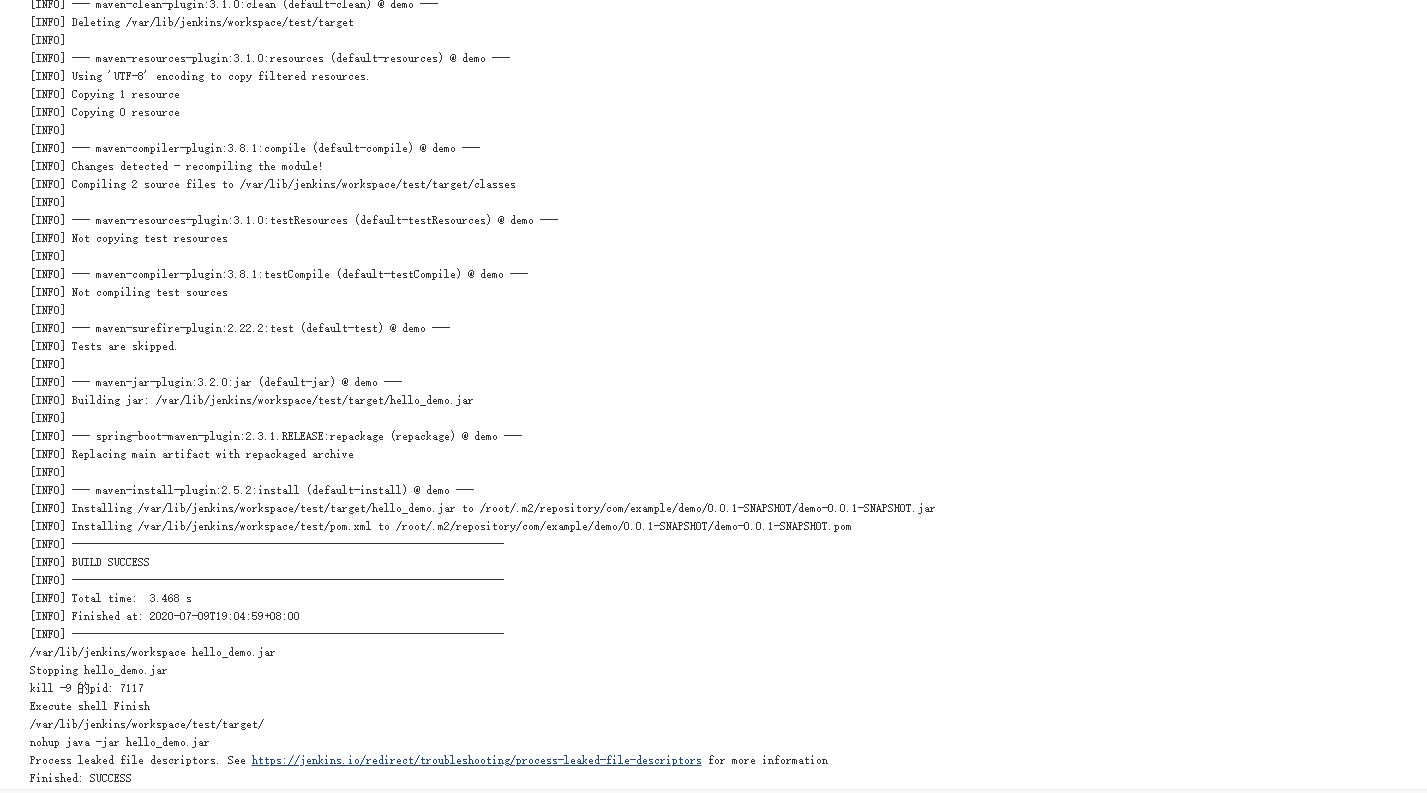 [INFO] --- maven-clean-plugin:3.1.0:clean (default-clean) @ demo ---
[INFO] Deleting /var/lib/jenkins/workspace/test/target
[INFO]
[INFO] --- maven-resources-plugin:3.1.0:resources (default-resources) @ demo ---
[INFO] Using 'UTF-8' encoding to copy filtered resources.
[INFO] Copying 1 resource
[INFO] Copying 0 resource
[INFO]
[INFO] --- maven-compiler-plugin:3.8.1:compile (default-compile) @ demo ---
[INFO] Changes detected - recompiling the module!
[INFO] Compiling 2 source files to /var/lib/jenkins/workspace/test/target/classes
[INFO]
[INFO] --- maven-resources-plugin:3.1.0:testResources (default-testResources) @ demo ---
[INFO] Not copying test resources
[INFO]
[INFO] --- maven-compiler-plugin:3.8.1:testCompile (default-testCompile) @ demo ---
[INFO] Not compiling test sources
[INFO]
[INFO] --- maven-surefire-plugin:2.22.2:test (default-test) @ demo ---
[INFO] Tests are skipped.
[INFO]
[INFO] --- maven-jar-plugin:3.2.0:jar (default-jar) @ demo ---
[INFO] Building jar: /var/lib/jenkins/workspace/test/target/hello_demo.jar
[INFO]
[INFO] --- spring-boot-maven-plugin:2.3.1.RELEASE:repackage (repackage) @ demo ---
[INFO] Replacing main artifact with repackaged archive
[INFO]
[INFO] --- maven-install-plugin:2.5.2:install (default-install) @ demo ---
[INFO] Installing /var/lib/jenkins/workspace/test/target/hello_demo.jar to /root/.m2/repository/com/example/demo/0.0.1-SNAPSHOT/demo-0.0.1-SNAPSHOT.jar
[INFO] Installing /var/lib/jenkins/workspace/test/pom.xml to /root/.m2/repository/com/example/demo/0.0.1-SNAPSHOT/demo-0.0.1-SNAPSHOT.pom
[INFO] ------------------------------------------------------------------------
[INFO] BUILD SUCCESS
[INFO] ------------------------------------------------------------------------
[INFO] Total time:  3.468 s
[INFO] Finished at: 2020-07-09T19:04:59+08:00
[INFO] ------------------------------------------------------------------------
/var/lib/jenkins/workspace hello_demo.jar
Stopping hello_demo.jar
kill -9 的pid: 7117
Execute shell Finish
/var/lib/jenkins/workspace/test/target/
nohup java -jar hello_demo.jar
Process leaked file descriptors. See https://jenkins.io/redirect/troubleshooting/process-leaked-file-descriptors for more information
Finished: SUCCESS